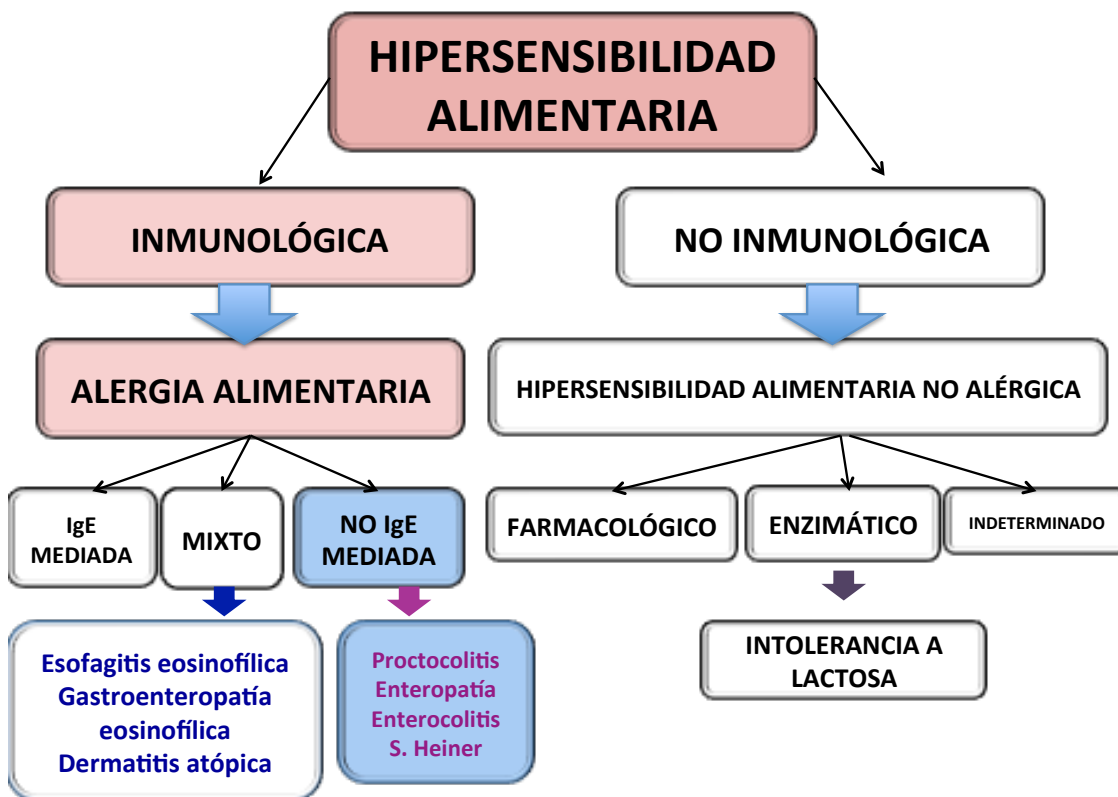 HIPERSENSIBILIDAD
ALIMENTARIA
INMUNOLÓGICA
NO INMUNOLÓGICA
ALERGIA ALIMENTARIA
HIPERSENSIBILIDAD ALIMENTARIA NO ALÉRGICA
IgE
MEDIADA
MIXTO
NO IgE
MEDIADA
FARMACOLÓGICO
ENZIMÁTICO
INDETERMINADO
Esofagitis eosinofílica
Gastroenteropatía
eosinofílica
Dermatitis atópica
Proctocolitis
Enteropatía
Enterocolitis
S. Heiner
INTOLERANCIA A
LACTOSA